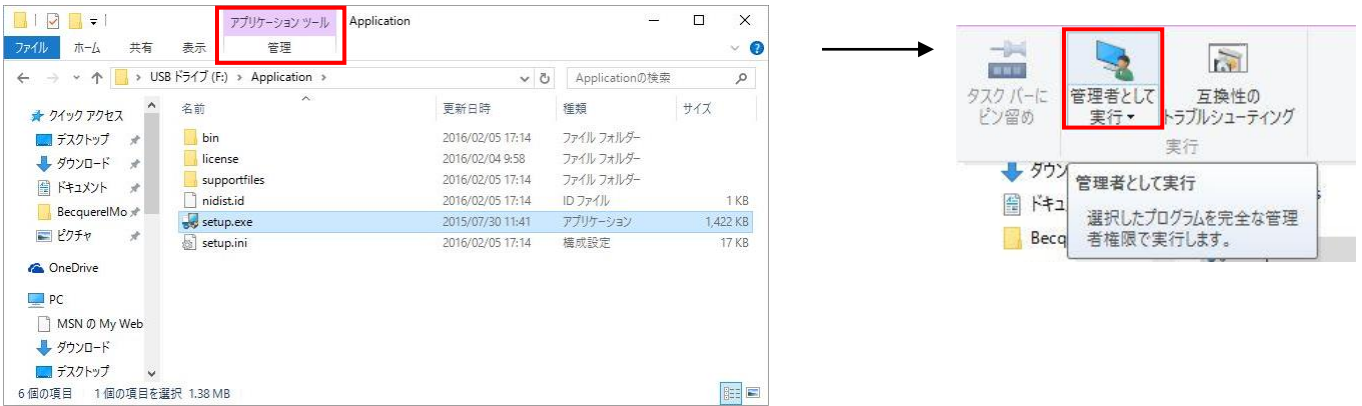 アプリケーション ツール Application
ファイル ホーム 共有 表示 管理
USB ドライブ (F:) Application Applicationの検索
名前 更新日時 種類 サイズ
クイック アクセス
デスクトップ
ダウンロード
ドキュメント
BecquerelMo
ピクチャ
OneDrive
PC
MSN の My Web
ダウンロード
デスクトップ
bin 2016/02/05 17:14 ファイル フォルダー
license 2016/02/04 9:58 ファイル フォルダー
supportfiles 2016/02/05 17:14 ファイル フォルダー
nidist.id 2016/02/05 17:14 ID ファイル 1 KB
setup.exe 2015/07/30 11:41 アプリケーション 1,422 KB
setup.ini 2016/02/05 17:14 構成設定 17 KB
6 個の項目 1 個の項目を選択 1.38 MB
タスク バーに
ピン留め
管理者として
実行
互換性の
トラブルシューティング
実行
ダウン
ドキュ
Becq
管理者として実行
選択したプログラムを完全な管理
者権限で実行します。